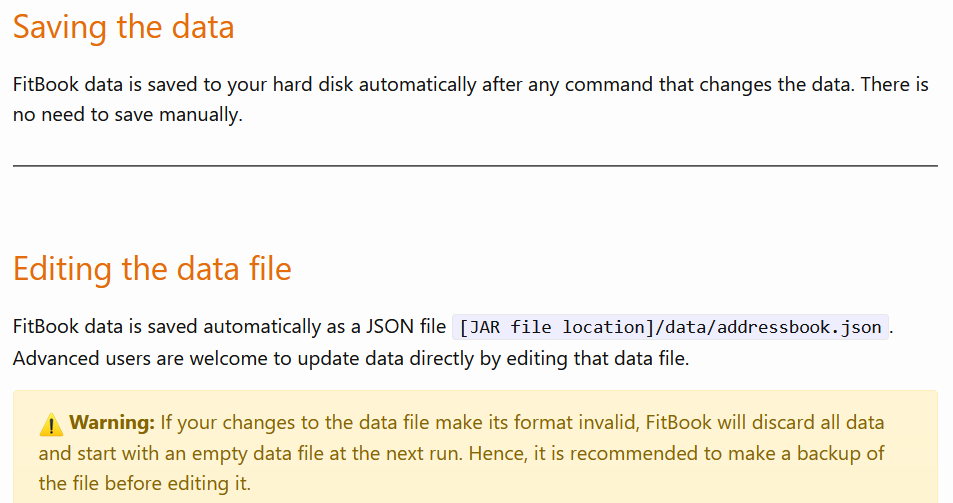 Saving the data
FitBook data is saved to your hard disk automatically after any command that changes the data. There is
no need to save manually.
Editing the data file
FitBook data is saved automatically as a JSON file [JAR file location]/data/addressbook.json.
Advanced users are welcome to update data directly by editing that data file.
⚠️ Warning: If your changes to the data file make its format invalid, FitBook will discard all data
and start with an empty data file at the next run. Hence, it is recommended to make a backup of
the file before editing it.